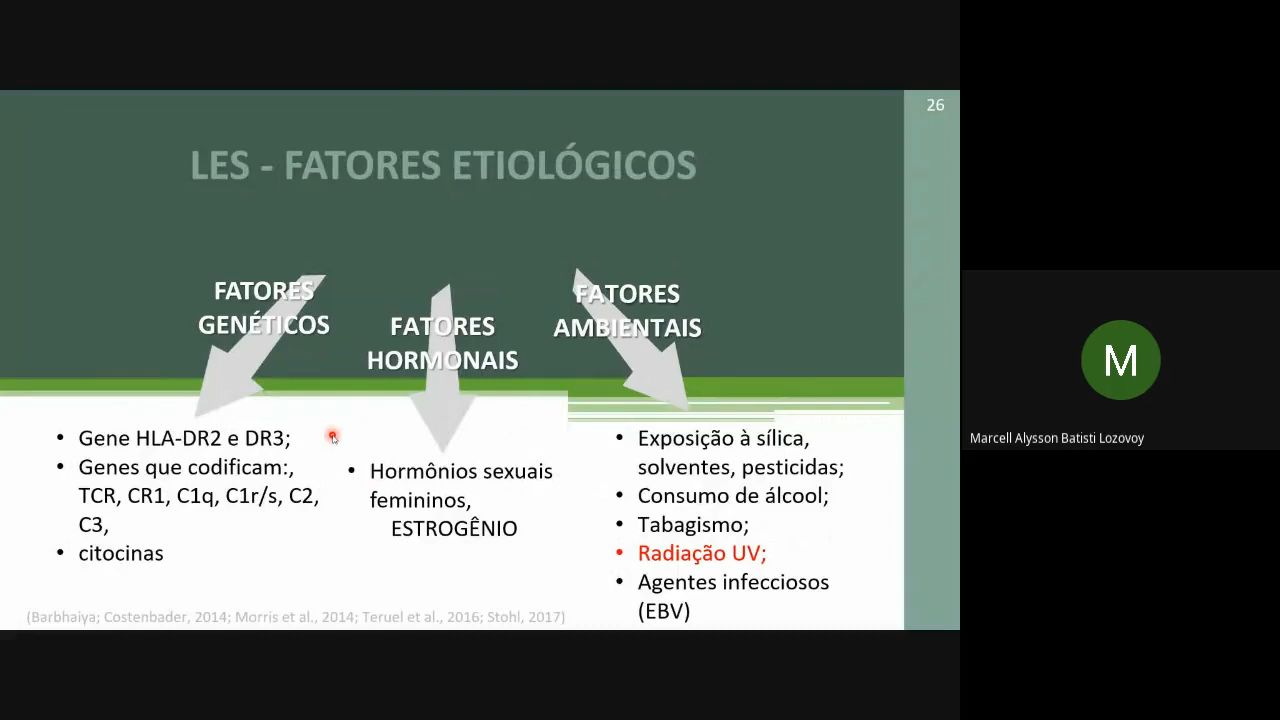 26
LES - FATORES ETIOLÓGICOS
FATORES
GENÉTICOS
FATORES
HORMONAIS
FATORES
AMBIENTAIS
• Gene HLA-DR2 e DR3;
• Genes que codificam:,
TCR, CR1, C1q, C1r/s, C2,
C3,
• citocinas
• Hormônios sexuais
femininos,
ESTROGÊNIO
• Exposição à sílica,
solventes, pesticidas;
• Consumo de álcool;
• Tabagismo;
• Radiação UV;
• Agentes infecciosos
(EBV)
(Barbhaiya; Costenbader, 2014; Morris et al., 2014; Teruel et al., 2016; Stohl, 2017)
M
Marcell Alysson Batisti Lozovoy